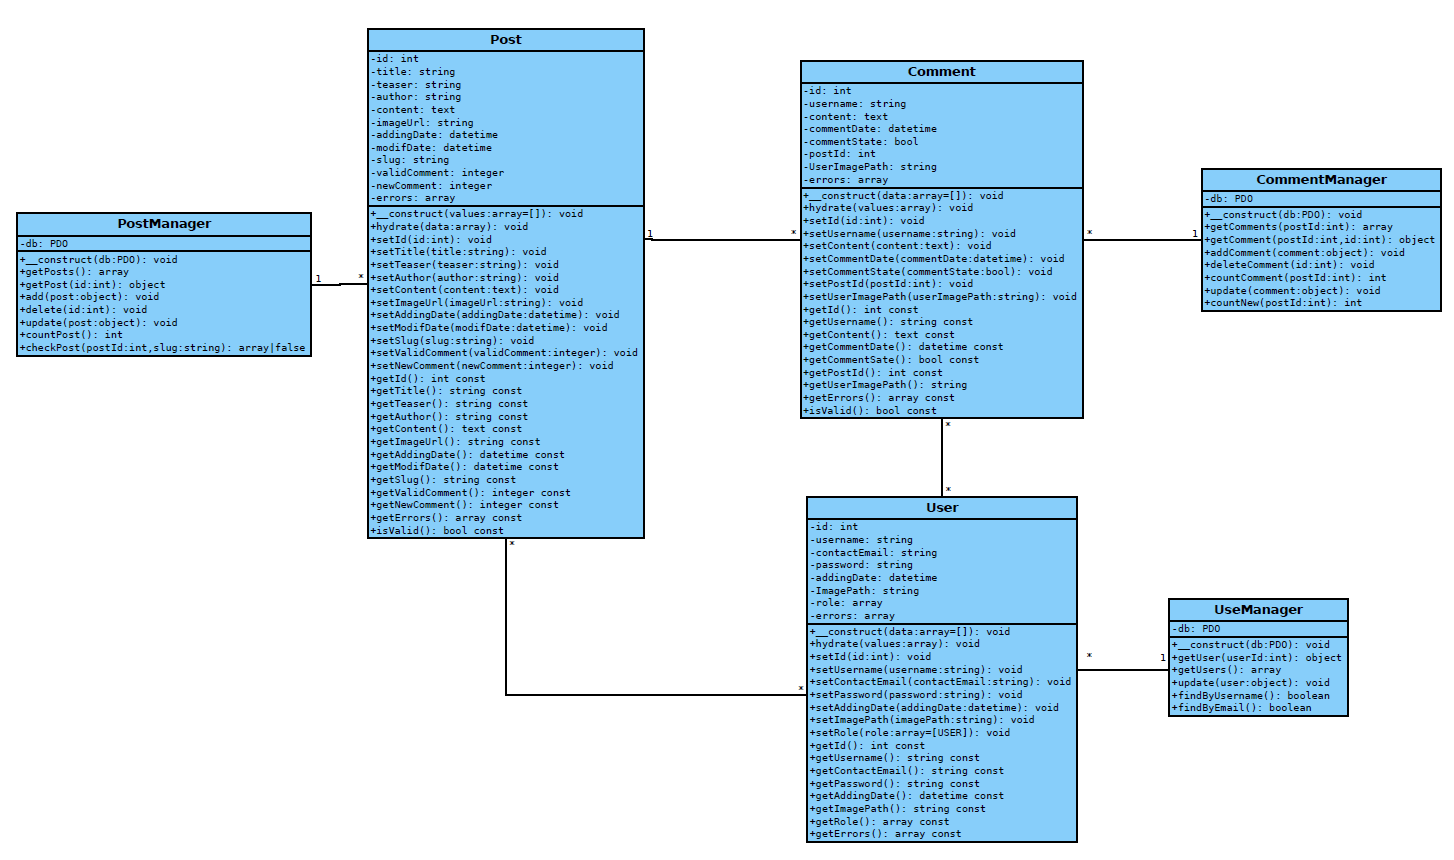 Post
-id: int
-title: string
-teaser: string
-author: string
-content: text
-imageUrl: string
-addingDate: datetime
-modifDate: datetime
-slug: string
-validComment: integer
-newComment: integer
-errors: array
+__construct(values:array=[]): void
+hydrate(data:array): void
+setId(id:int): void
+setTitle(title:string): void
+setTeaser(teaser:string): void
+setAuthor(author:string): void
+setContent(content:text): void
+setImageUrl(imageUrl:string): void
+setAddingDate(addingDate:datetime): void
+setModifDate(modifDate:datetime): void
+setSlug(slug:string): void
+setValidComment(validComment:integer): void
+setNewComment(newComment:integer): void
+getId(): int const
+getTitle(): string const
+getTeaser(): string const
+getAuthor(): string const
+getContent(): text const
+getImageUrl(): string const
+getAddingDate(): datetime const
+getModifDate(): datetime const
+getSlug(): string const
+getValidComment(): integer const
+getNewComment(): integer const
+getErrors(): array const
+isValid(): bool const
Comment
-id: int
-username: string
-content: text
-commentDate: datetime
-commentState: bool
-postId: int
-UserImagePath: string
-errors: array
+__construct(data:array=[]): void
+hydrate(values:array): void
+setId(id:int): void
+setUsername(username:string): void
+setContent(content:text): void
+setCommentDate(commentDate:datetime): void
+setCommentState(commentState:bool): void
+setPostId(postId:int): void
+setUserImagePath(userImagePath:string): void
+getId(): int const
+getUsername(): string const
+getContent(): text const
+getCommentDate(): datetime const
+getCommentSate(): bool const
+getPostId(): int const
+getUserImagePath(): string
+getErrors(): array const
+isValid(): bool const
CommentManager
-db: PDO
+__construct(db:PDO): void
+getComments(postId:int): array
+getComment(postId:int,id:int): object
+addComment(comment:object): void
+deleteComment(id:int): void
+countComment(postId:int): int
+update(comment:object): void
+countNew(postId:int): int
PostManager
-db: PDO
+__construct(db:PDO): void
+getPosts(): array
+getPost(id:int): object
+add(post:object): void
+delete(id:int): void
+update(post:object): void
+countPost(): int
+checkPost(postId:int,slug:string): array|false
1
*
1
*
*
1
*
*
*
*
User
-id: int
-username: string
-contactEmail: string
-password: string
-addingDate: datetime
-ImagePath: string
-role: array
-errors: array
+__construct(data:array=[]): void
+hydrate(values:array): void
+setId(id:int): void
+setUsername(username:string): void
+setContactEmail(contactEmail:string): void
+setPassword(password:string): void
+setAddingDate(addingDate:datetime): void
+setImagePath(imagePath:string): void
+setRole(role:array=[USER]): void
+getId(): int const
+getUsername(): string const
+getContactEmail(): string const
+getPassword(): string const
+getAddingDate(): datetime const
+getImagePath(): string const
+getRole(): array const
+getErrors(): array const
*
1
UseManager
-db: PDO
+__construct(db:PDO): void
+getUser(userId:int): object
+getUsers(): array
+update(user:object): void
+findByUsername(): boolean
+findByEmail(): boolean